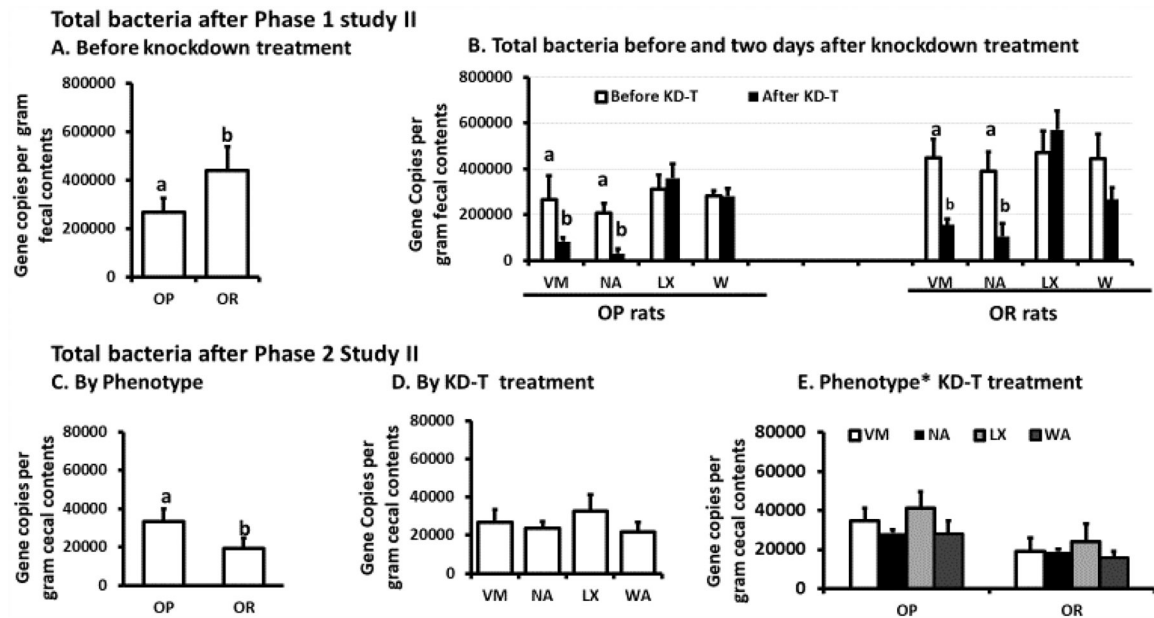 Total bacteria after Phase 1 study II
A. Before knockdown treatment
Gene copies per gram
fecal contents
800000
600000
400000
200000
0
a
b
OP
OR
B. Total bacteria before and two days after knockdown treatment
Gene Copies per
gram fecal contents
800000
600000
400000
200000
0
Before KD-T
After KD-T
a
b
a
b
a
b
a
b
VM
NA
LX
W
VM
NA
LX
W
OP rats
OR rats
Total bacteria after Phase 2 Study II
C. By Phenotype
Gene copies per
gram cecal contents
80000
60000
40000
20000
0
a
b
OP
OR
D. By KD-T treatment
Gene Copies per
gram cecal contents
80000
60000
40000
20000
0
VM
NA
LX
WA
E. Phenotype* KD-T treatment
Gene copies per
gram cecal contents
80000
60000
40000
20000
0
VM
NA
LX
WA
OP
OR